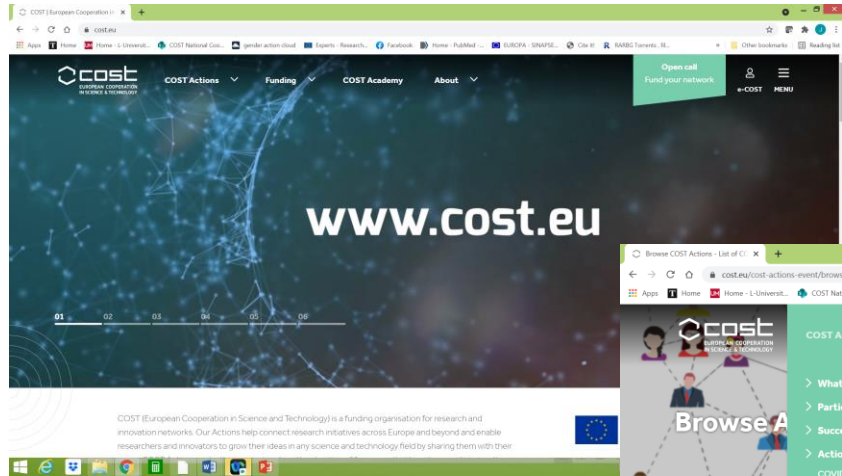 COST | European Cooperation i
cost.eu
Apps Home Home - L-Universit... COST National Coo... gender action cloud Experts - Research... Facebook Home - PubMed -... EUROPA - SINAPSE... Cite It! RARBG Torrents, fil... » Other bookmarks Reading list
cost
EUROPEAN COOPERATION
IN SCIENCE & TECHNOLOGY
COST Actions Funding COST Academy About
Open call
Fund your network
e-COST MENU
www.cost.eu
01 02 03 04 05 06
COST (European Cooperation in Science and Technology) is a funding organisation for research and
innovation networks. Our Actions help connect research initiatives across Europe and beyond and enable
researchers and innovators to grow their ideas in any science and technology field by sharing them with their
Browse COST Actions - List of CO
cost.eu/cost-actions-event/brows
Apps Home Home - L-Universit... COST Nat
cost
EUROPEAN COOPERATION
IN SCIENCE & TECHNOLOGY
COST A
> What
> Partic
> Succe
> Actio
COVID
Browse A